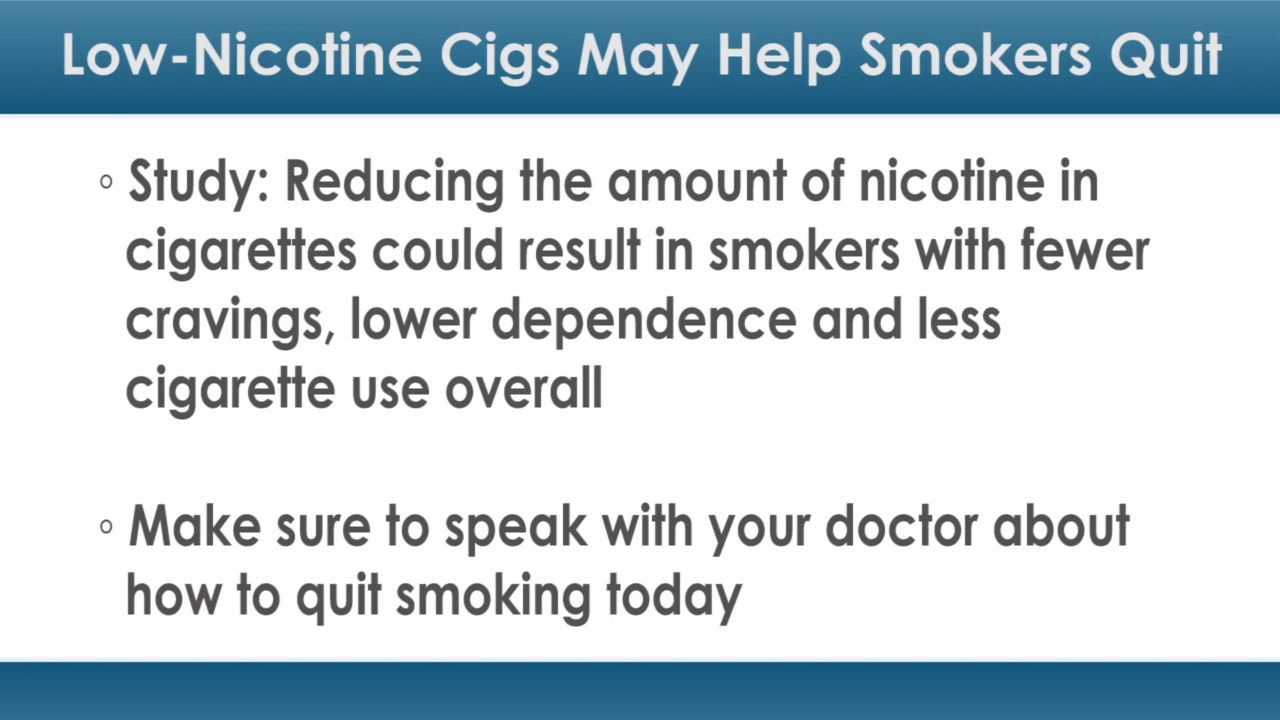 Low-Nicotine Cigs May Help Smokers Quit
◦ Study: Reducing the amount of nicotine in
cigarettes could result in smokers with fewer
cravings, lower dependence and less
cigarette use overall
◦ Make sure to speak with your doctor about
how to quit smoking today